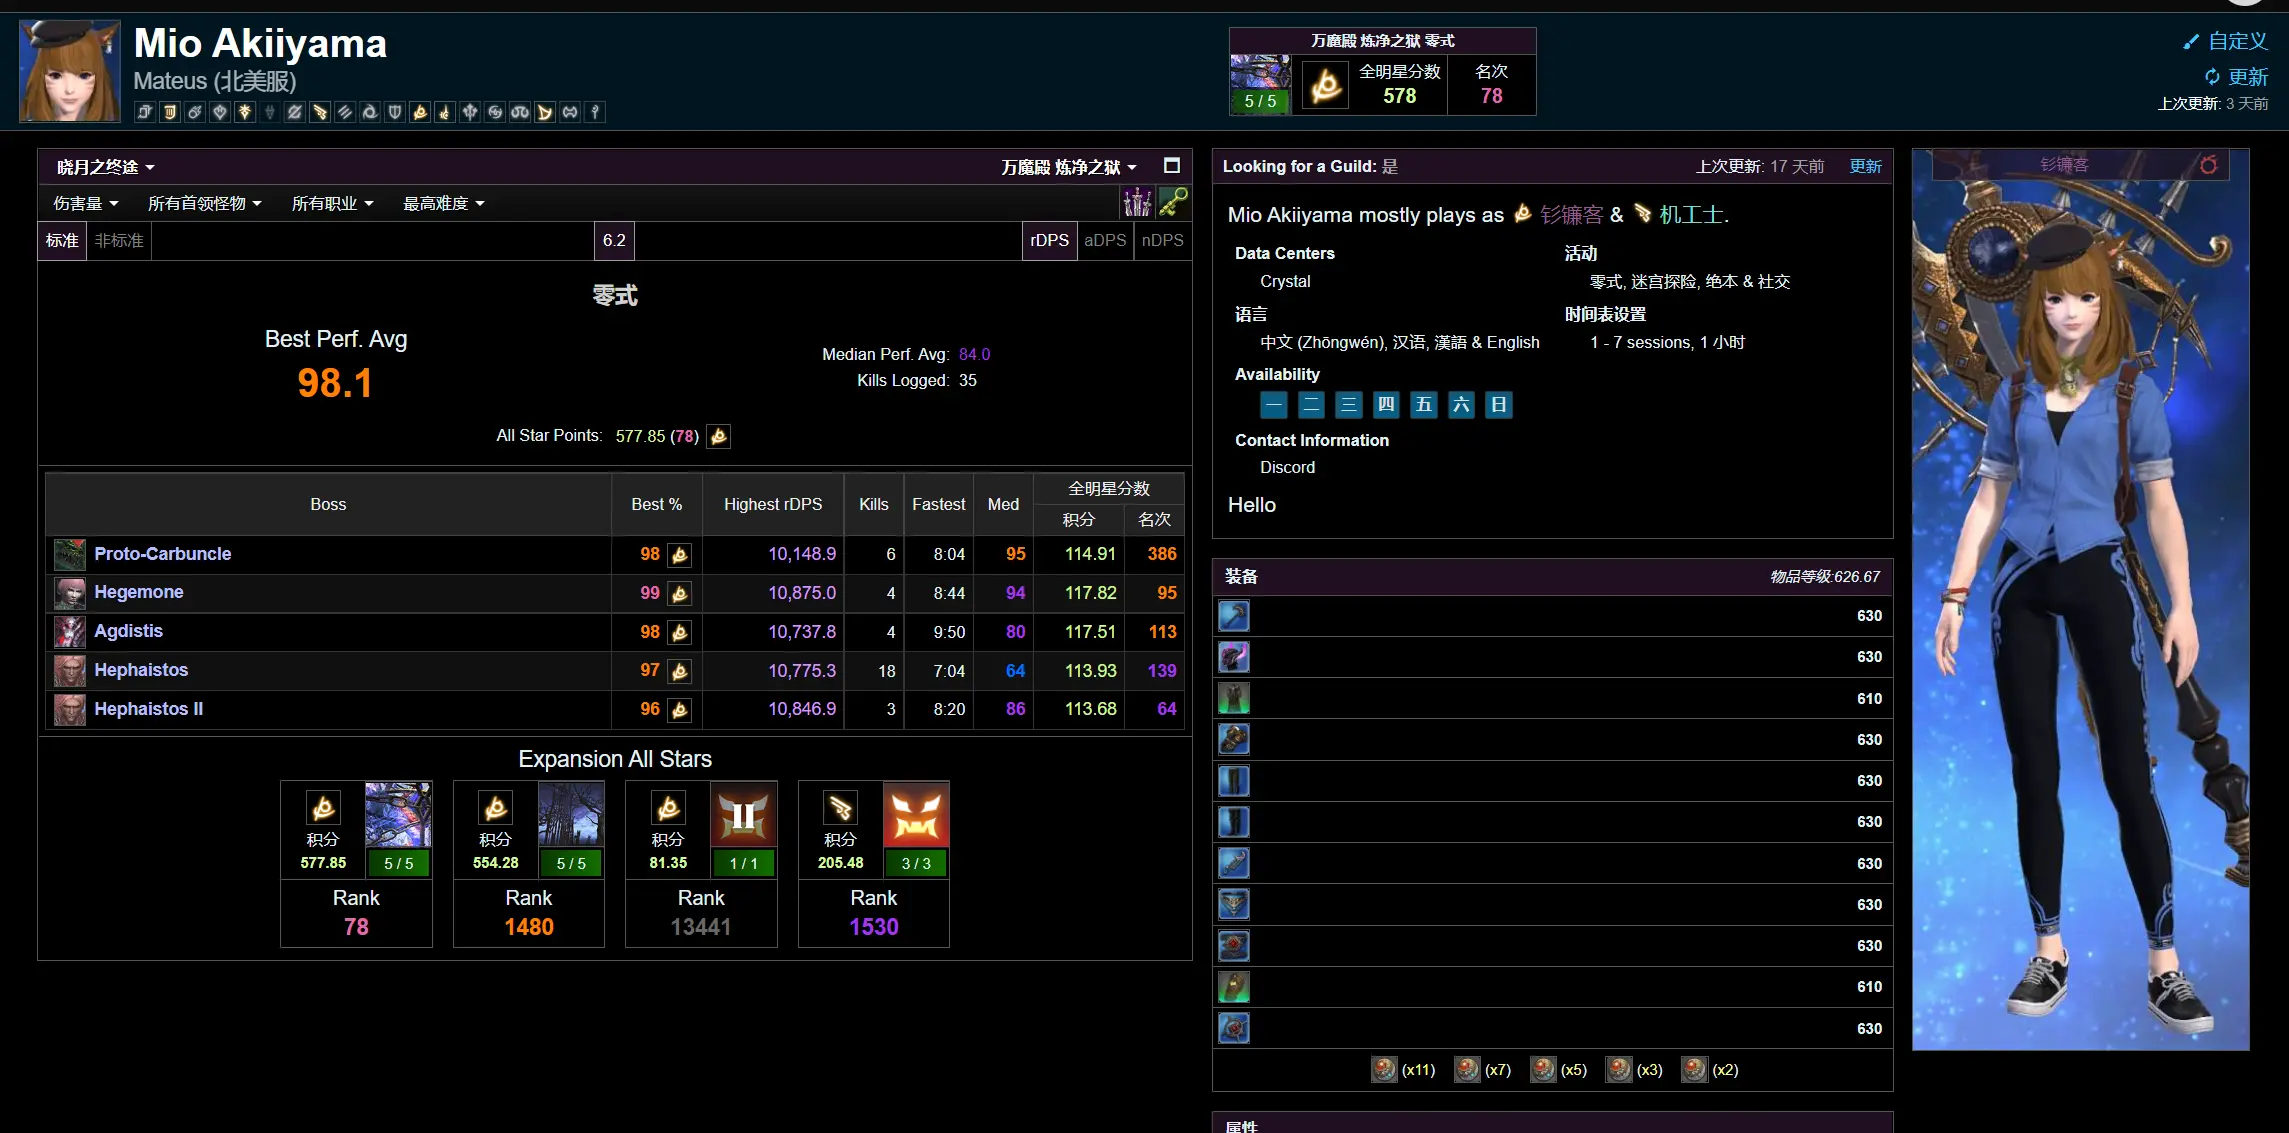 Mio Akiiyama
Mateus (北美服)
万魔殿 炼净之狱 零式
5 / 5
全明星分数
578
名次
78
自定义
更新
上次更新: 3 天前
晓月之终途
万魔殿 炼净之狱
伤害量 所有首领怪物 所有职业 最高难度
标准 非标准 6.2 rDPS aDPS nDPS
零式
Best Perf. Avg
98.1
Median Perf. Avg: 84.0
Kills Logged: 35
All Star Points: 577.85 (78)
Boss Best % Highest rDPS Kills Fastest Med 全明星分数
积分 名次
Proto-Carbuncle 98 10,148.9 6 8:04 95 114.91 386
Hegemone 99 10,875.0 4 8:44 94 117.82 95
Agdistis 98 10,737.8 4 9:50 80 117.51 113
Hephaistos 97 10,775.3 18 7:04 64 113.93 139
Hephaistos II 96 10,846.9 3 8:20 86 113.68 64
Expansion All Stars
积分
577.85
5 / 5
Rank
78
积分
554.28
5 / 5
Rank
1480
积分
81.35
II
1 / 1
Rank
13441
积分
205.48
3 / 3
Rank
1530
Looking for a Guild: 是
上次更新: 17 天前 更新
Mio Akiiyama mostly plays as 钐镰客 & 机工士.
Data Centers
Crystal
活动
零式, 迷宫探险, 绝本 & 社交
语言
中文 (Zhōngwén), 汉语, 漢語 & English
时间表设置
1 - 7 sessions, 1 小时
Availability
一 二 三 四 五 六 日
Contact Information
Discord
Hello
装备
物品等级:626.67
630
630
610
630
630
630
630
630
630
610
630
(x11) (x7) (x5) (x3) (x2)
属性
钐镰客